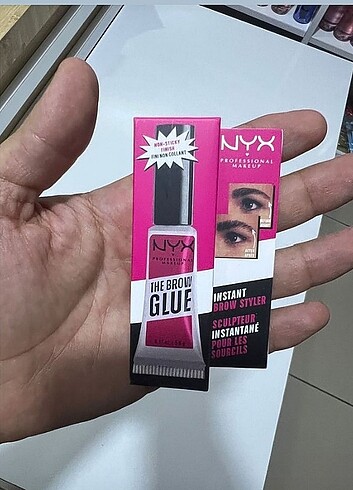 NON-STICKY
FINISH
FINI NON COLLANT
NYX
PROFESSIONAL
MAKEUP
THE BROW
GLUE
NYX
PROFESSIONAL
MAKEUP
INSTANT
BROW STYLER
SCULPTEUR
INSTANTANÉ
POUR LES
SOURCILS